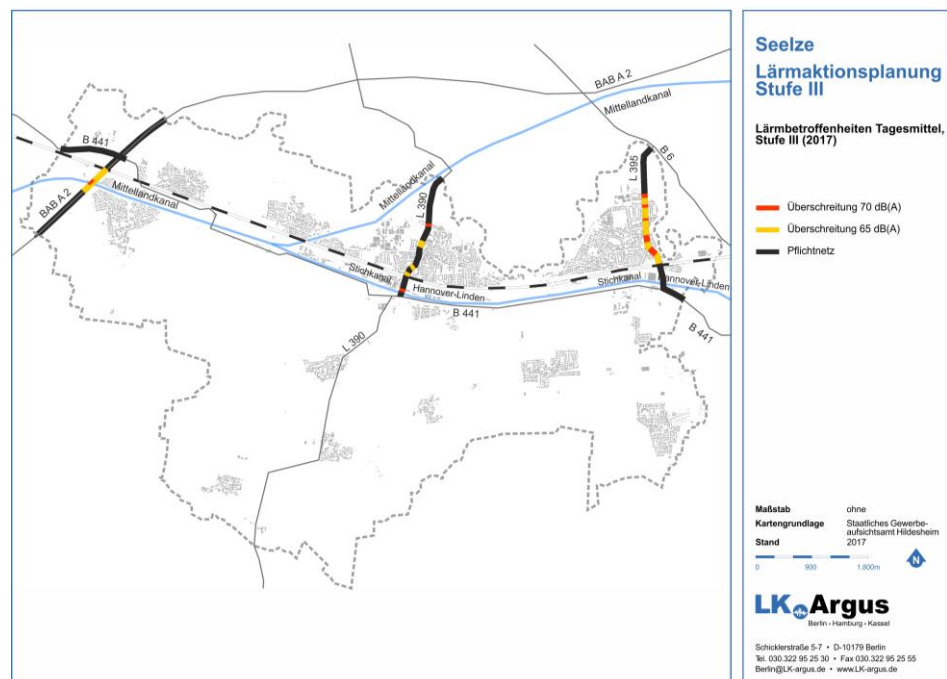 BAB A 2
Mittellandkanal
B 441
BAB A 2
Mittellandkanal
Mittellandkanal
L 390
L 395
B 6
Stichkanal
Hannover-Linden
B 441
Stichkanal
Hannover-Linden
B 441
L 390
Seelze
Lärmaktionsplanung
Stufe III
Lärmbetroffenheiten Tagesmittel,
Stufe III (2017)
Überschreitung 70 dB(A)
Überschreitung 65 dB(A)
Pflichtnetz
Maßstab ohne
Kartengrundlage Staatliches Gewerbe-
aufsichtsamt Hildesheim
Stand 2017
0 900 1.800m
N
LK Argus
Berlin • Hamburg • Kassel
Schicklerstraße 5-7 • D-10179 Berlin
Tel. 030.322 95 25 30 • Fax 030.322 95 25 55
Berlin@LK-argus.de • www.LK-argus.de